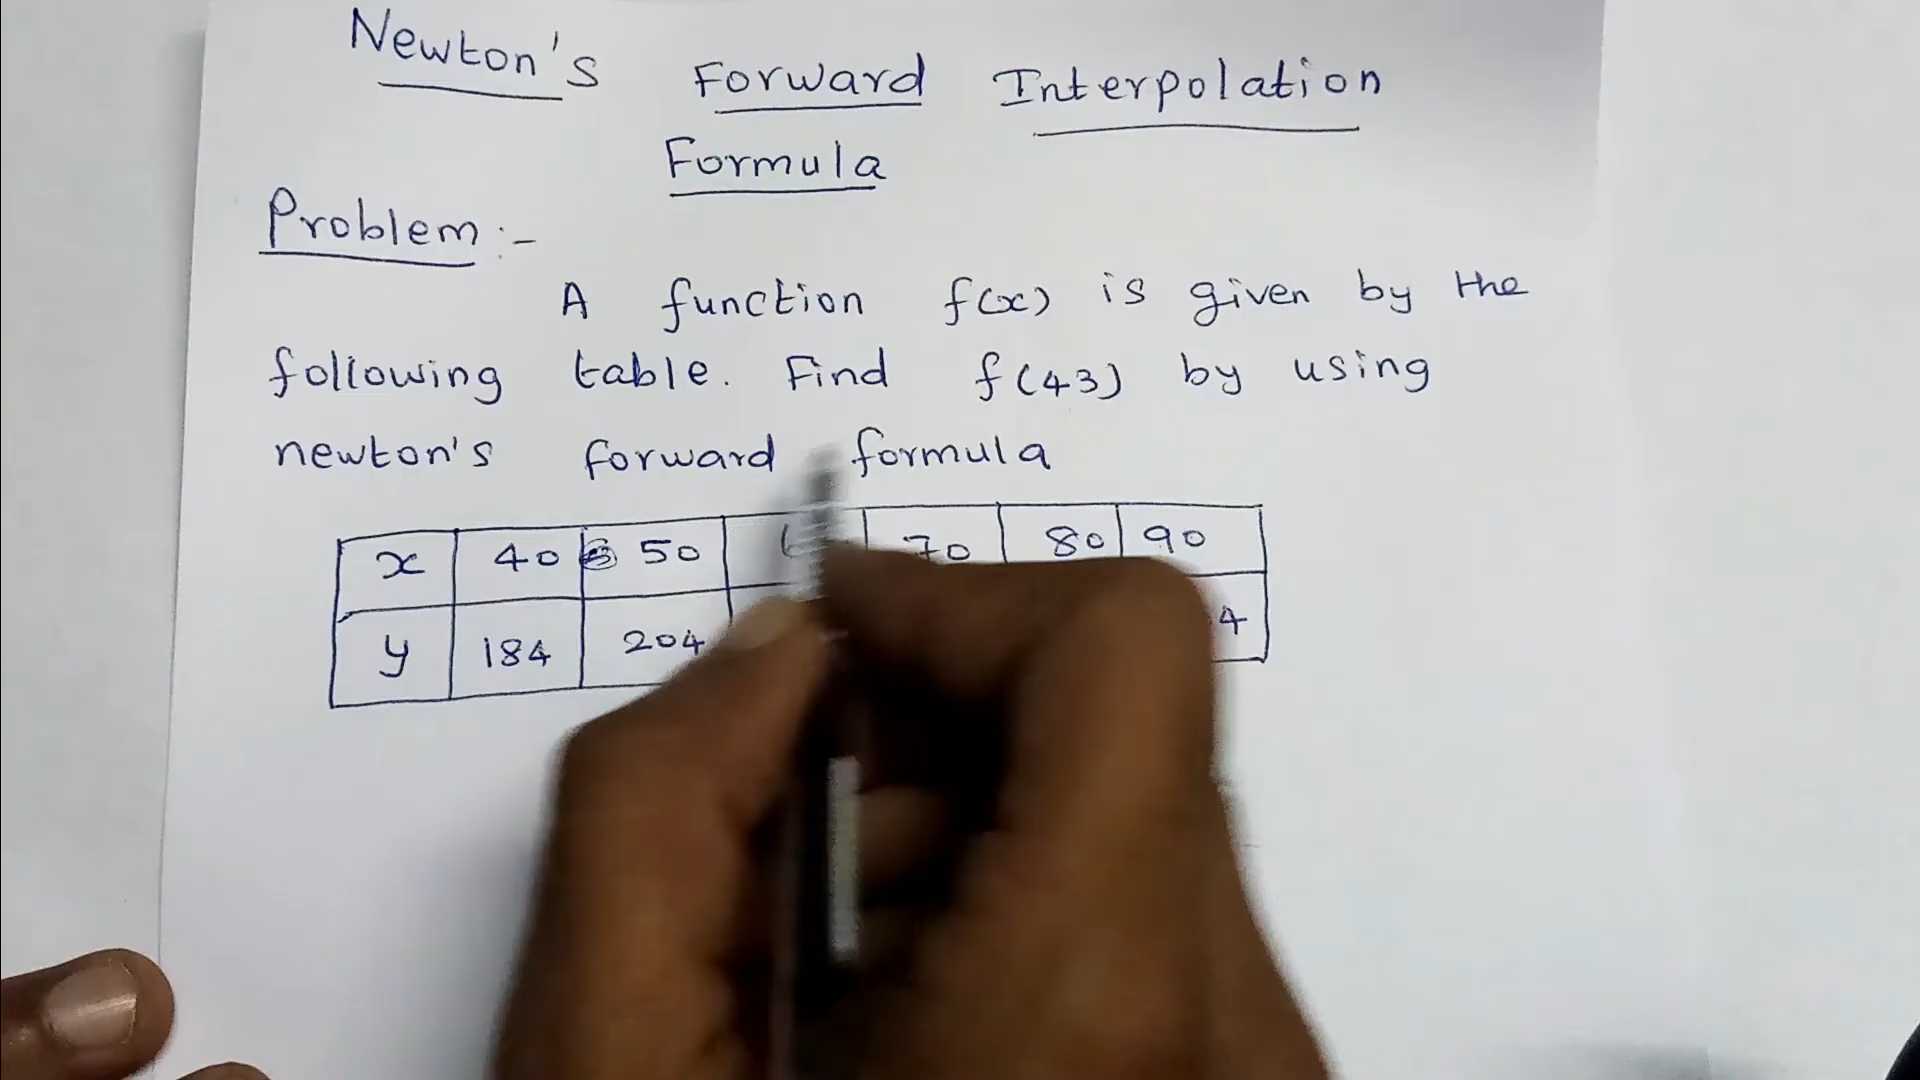 Newton's Forward Interpolation
Formula
Problem :-
A function f(x) is given by the
following table. Find f(43) by using
newton's forward formula
x 40 50 70 80 90
y 184 204 4